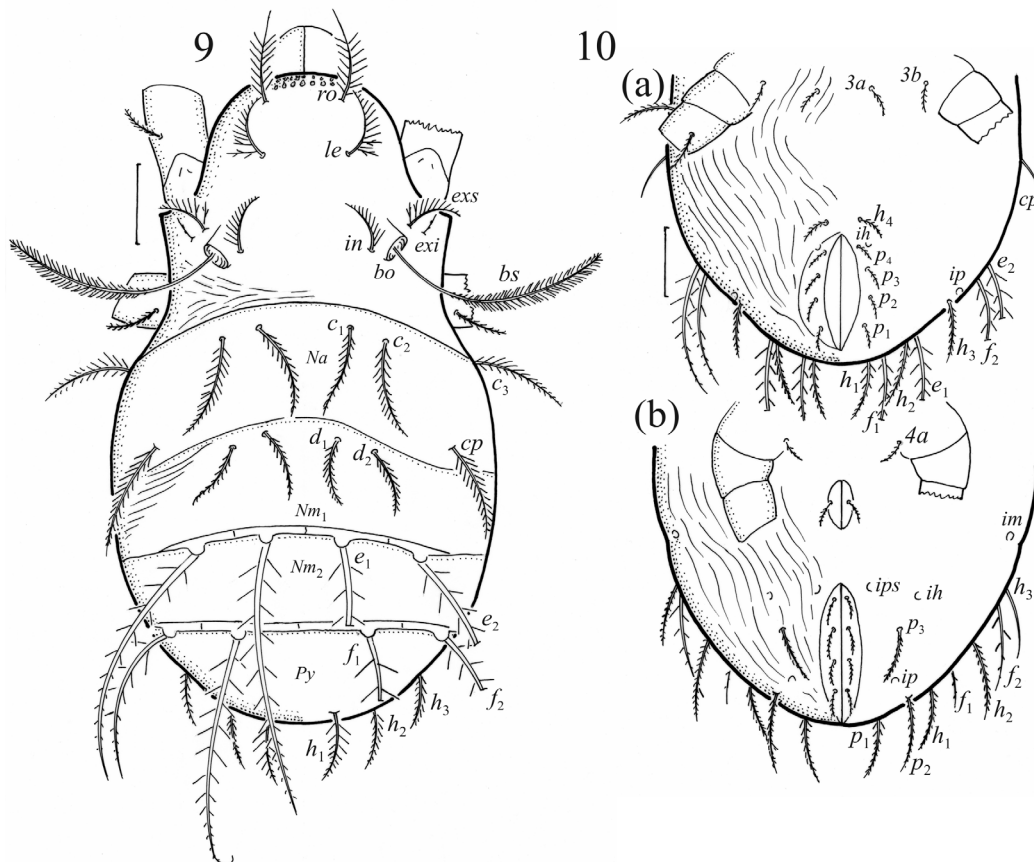 9
ro
le
exs
in
exi
bo
bs
c1
Na
c2
c3
d1
d2
cp
Nm1
Nm2
e1
e2
f1
Py
f2
h3
h2
h1
10
(a)
3a
3b
cp
h4
ih
p4
p3
e2
ip
p2
p1
h3
f2
h1
h2
e1
f1
(b)
4a
im
ips
ih
h3
p3
ip
f2
f1
h2
p1
h1
p2